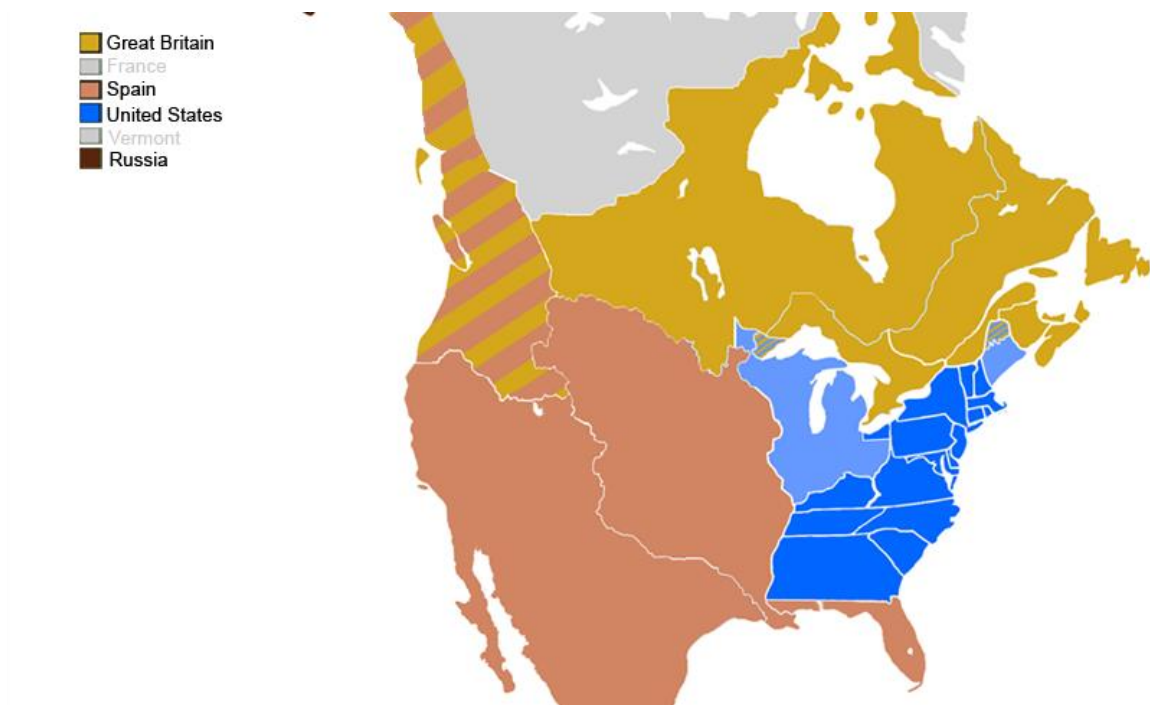 Great Britain
France
Spain
United States
Vermont
Russia